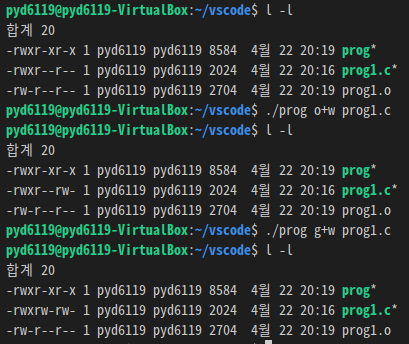 pyd6119@pyd6119-VirtualBox:~/vscode$ l -l
합계 20
-rwxr-xr-x 1 pyd6119 pyd6119 8584  4월 22 20:19 prog*
-rwxr--r-- 1 pyd6119 pyd6119 2024  4월 22 20:16 prog1.c*
-rw-r--r-- 1 pyd6119 pyd6119 2704  4월 22 20:19 prog1.o
pyd6119@pyd6119-VirtualBox:~/vscode$ ./prog o+w prog1.c
pyd6119@pyd6119-VirtualBox:~/vscode$ l -l
합계 20
-rwxr-xr-x 1 pyd6119 pyd6119 8584  4월 22 20:19 prog*
-rwxr--rw- 1 pyd6119 pyd6119 2024  4월 22 20:16 prog1.c*
-rw-r--r-- 1 pyd6119 pyd6119 2704  4월 22 20:19 prog1.o
pyd6119@pyd6119-VirtualBox:~/vscode$ ./prog g+w prog1.c
pyd6119@pyd6119-VirtualBox:~/vscode$ l -l
합계 20
-rwxr-xr-x 1 pyd6119 pyd6119 8584  4월 22 20:19 prog*
-rwxrw-rw- 1 pyd6119 pyd6119 2024  4월 22 20:16 prog1.c*
-rw-r--r-- 1 pyd6119 pyd6119 2704  4월 22 20:19 prog1.o